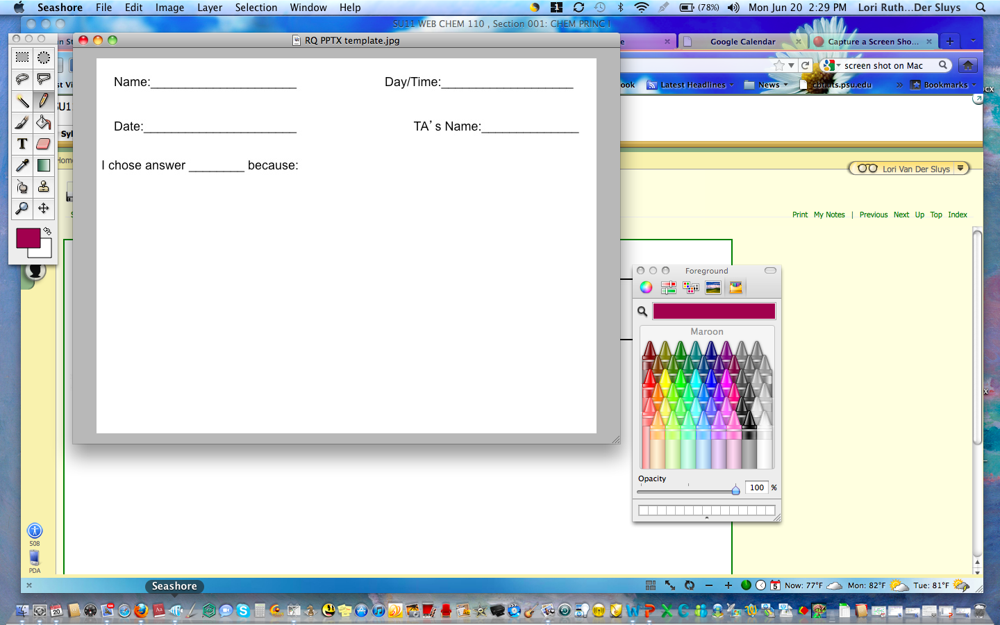 Seashore File Edit Image Layer Selection Window Help (78%) Mon Jun 20 2:29 PM Lori Ruth...Der Sluys
SU11 WEB CHEM 110 , Section 001: CHEM PRINC I
RQ PPTX template.jpg
Google Calendar
Capture a Screen Sho...
screen shot on Mac
Latest Headlines
News
cbt.its.psu.edu
»
Bookmarks
Name:_____________________ Day/Time:___________________
Date:______________________ TA's Name:______________
I chose answer ________ because:
Lori Van Der Sluys
Print My Notes | Previous Next Up Top Index
Foreground
Maroon
Opacity
100 %
508
PDA
Seashore
Now: 77°F Mon: 82°F Tue: 81°F